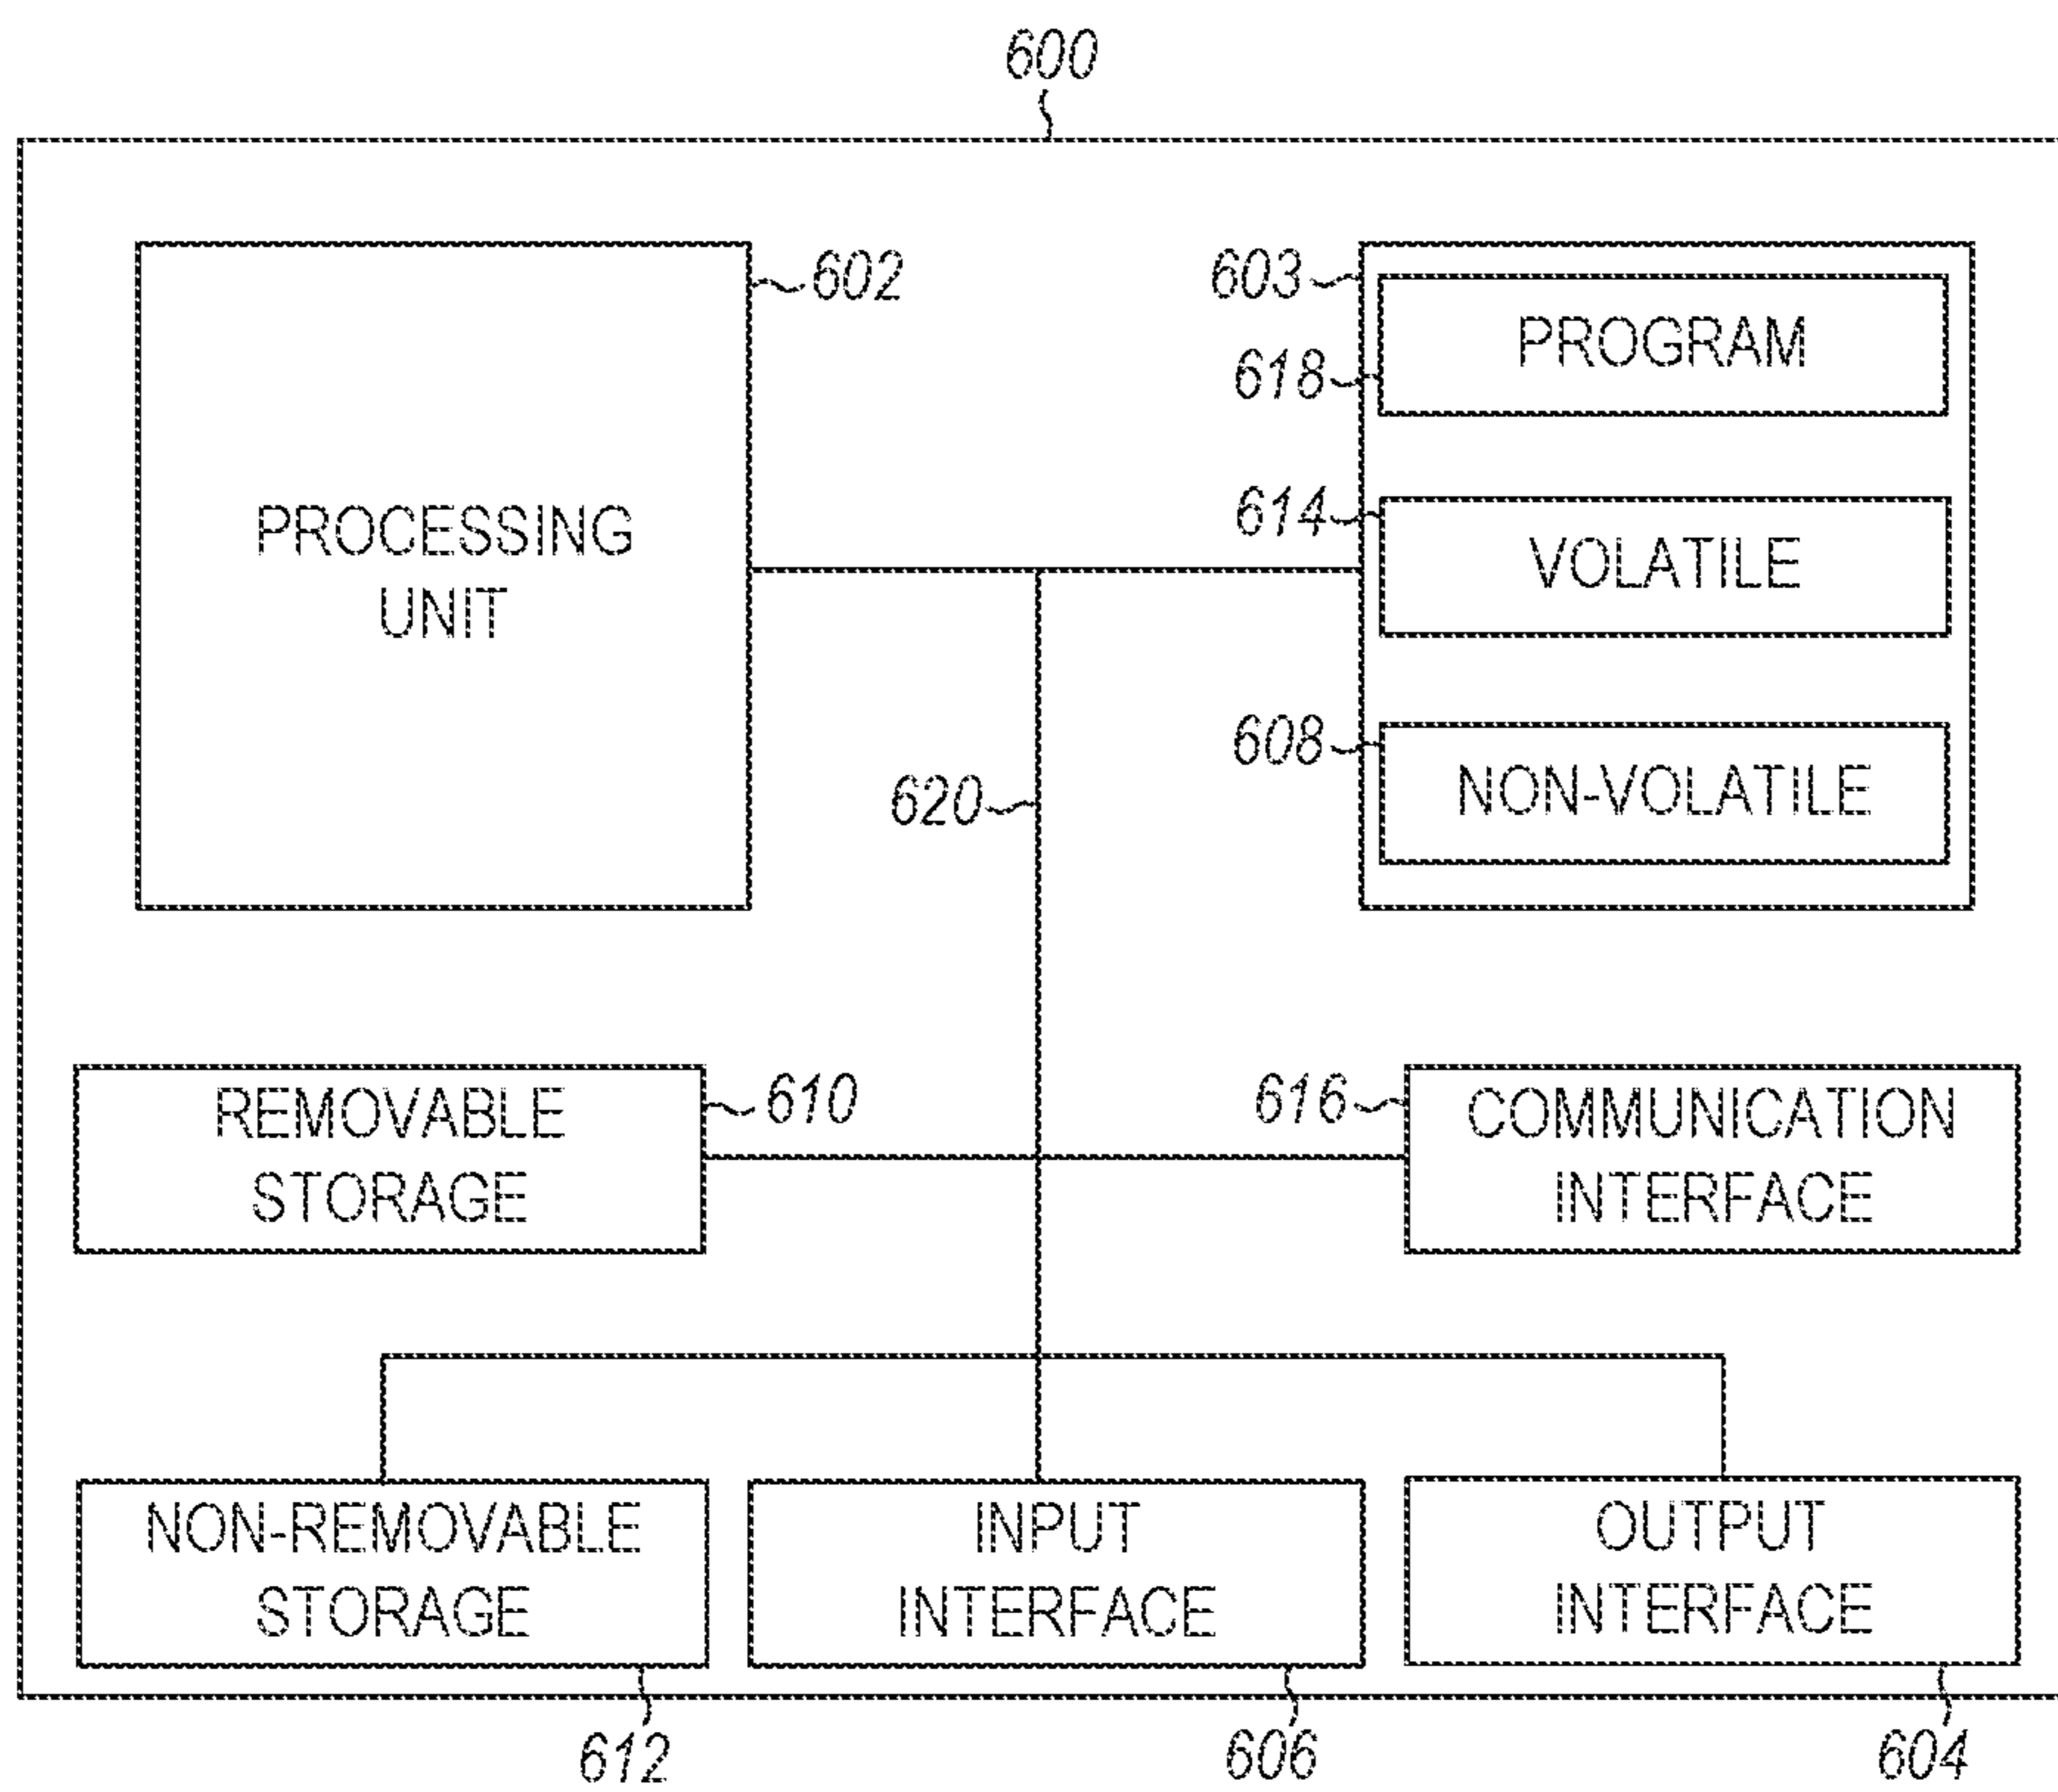 600
602
603
PROGRAM
618
614
VOLATILE
PROCESSING
UNIT
608
NON-VOLATILE
620
REMOVABLE
STORAGE
610
616
COMMUNICATION
INTERFACE
NON-REMOVABLE
STORAGE
INPUT
INTERFACE
OUTPUT
INTERFACE
612
606
604